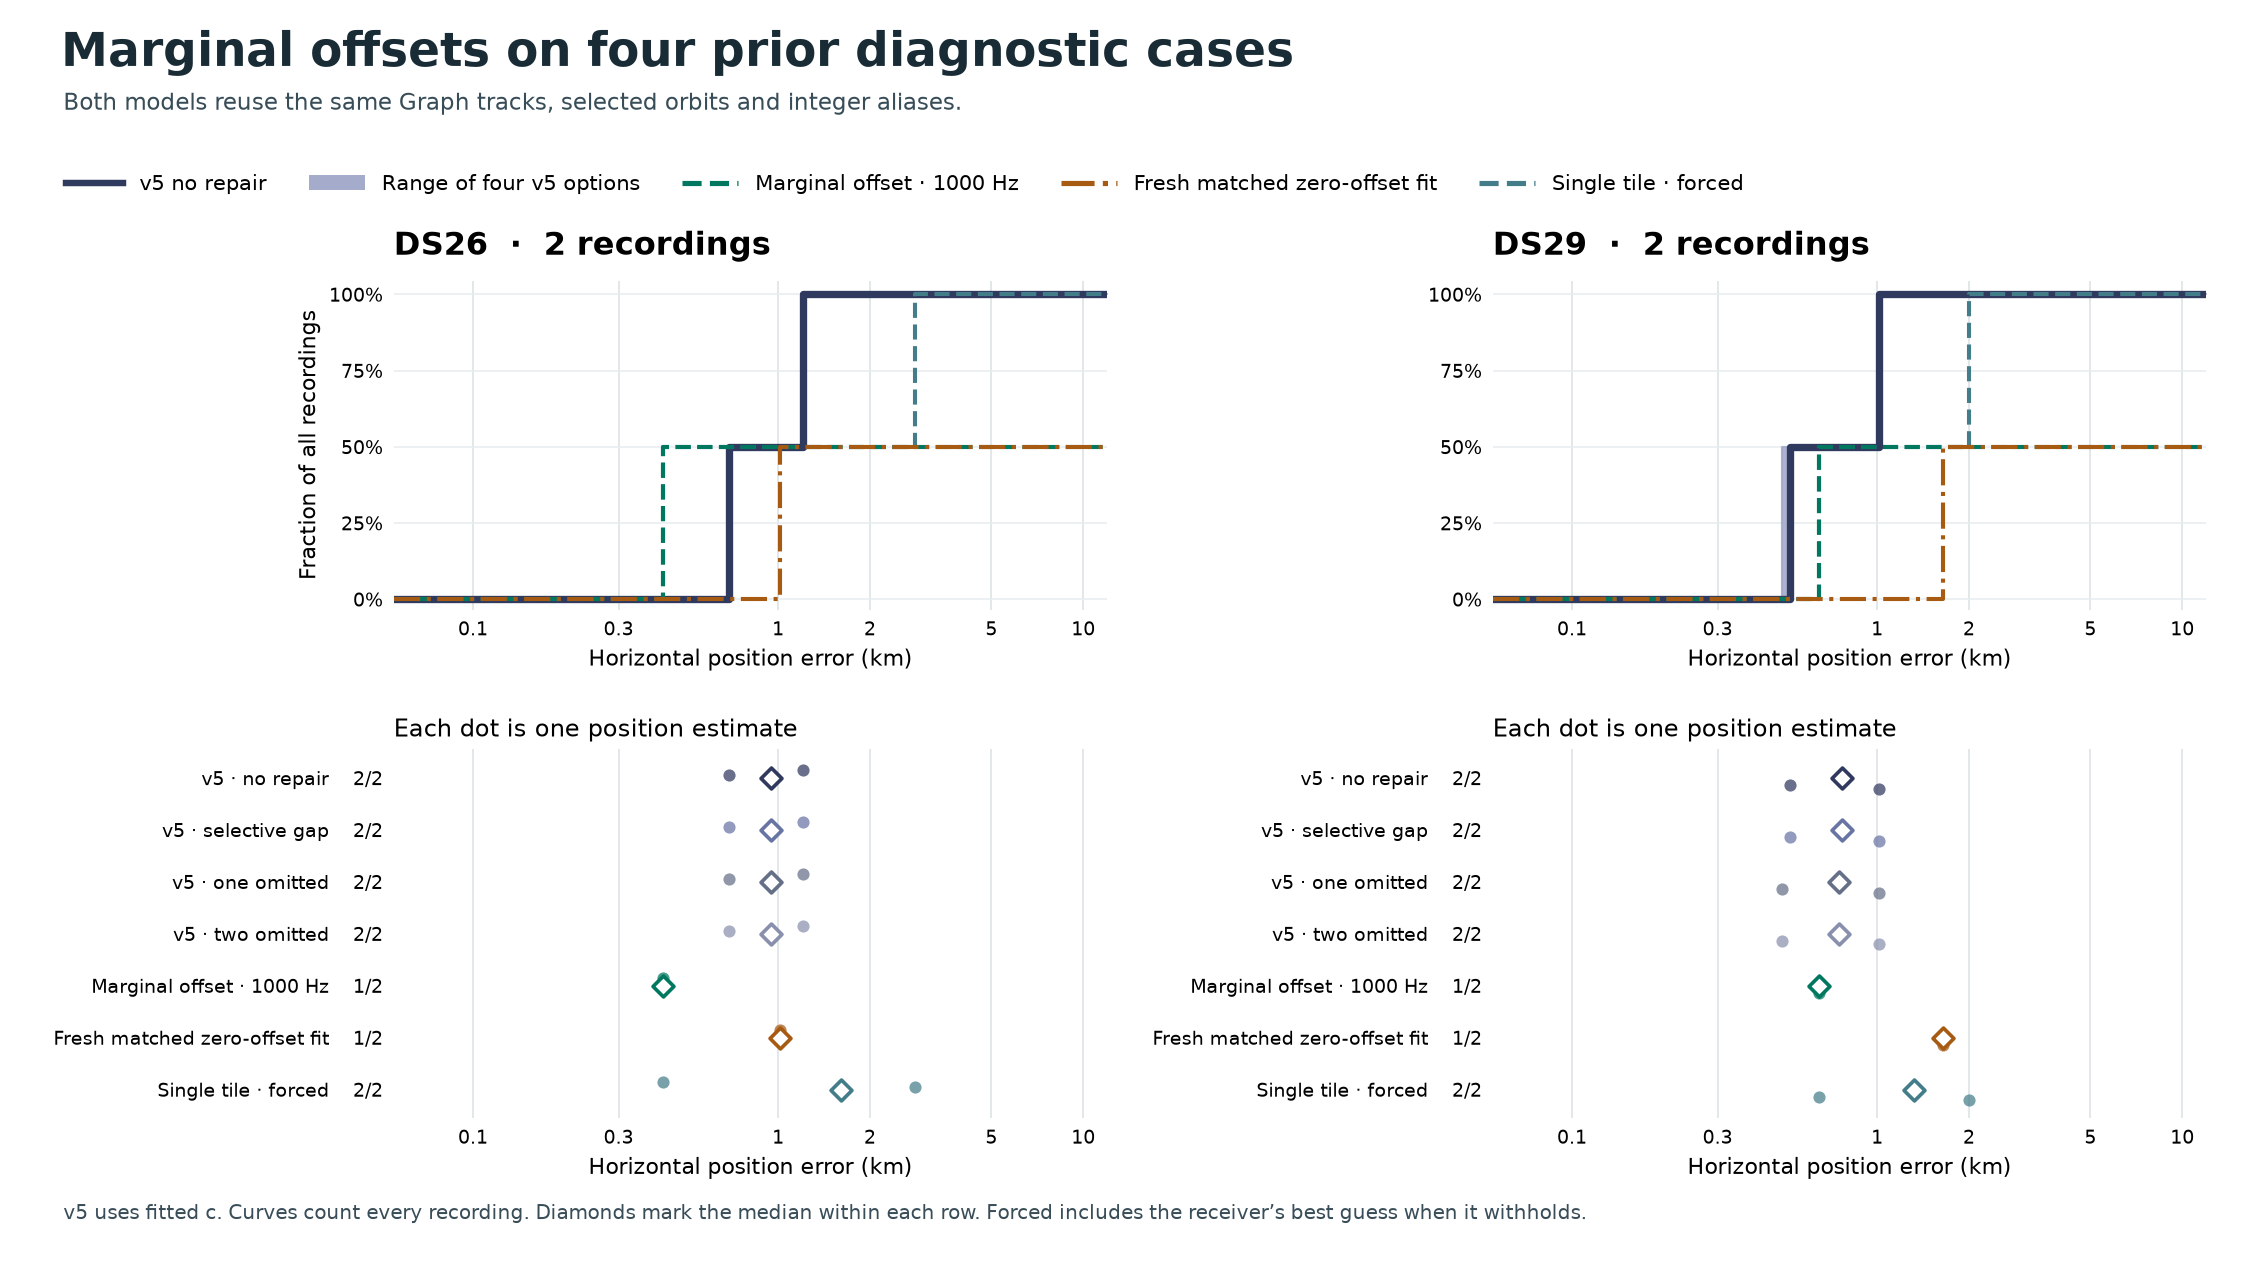 Marginal offsets on four prior diagnostic cases
Both models reuse the same Graph tracks, selected orbits and integer aliases.
v5 no repair
Range of four v5 options
Marginal offset · 1000 Hz
Fresh matched zero-offset fit
Single tile · forced
DS26 · 2 recordings
Fraction of all recordings
100%
75%
50%
25%
0%
0.1 0.3 1 2 5 10
Horizontal position error (km)
DS29 · 2 recordings
100%
75%
50%
25%
0%
0.1 0.3 1 2 5 10
Horizontal position error (km)
Each dot is one position estimate
v5 · no repair 2/2
v5 · selective gap 2/2
v5 · one omitted 2/2
v5 · two omitted 2/2
Marginal offset · 1000 Hz 1/2
Fresh matched zero-offset fit 1/2
Single tile · forced 2/2
0.1 0.3 1 2 5 10
Horizontal position error (km)
Each dot is one position estimate
v5 · no repair 2/2
v5 · selective gap 2/2
v5 · one omitted 2/2
v5 · two omitted 2/2
Marginal offset · 1000 Hz 1/2
Fresh matched zero-offset fit 1/2
Single tile · forced 2/2
0.1 0.3 1 2 5 10
Horizontal position error (km)
v5 uses fitted c. Curves count every recording. Diamonds mark the median within each row. Forced includes the receiver’s best guess when it withholds.